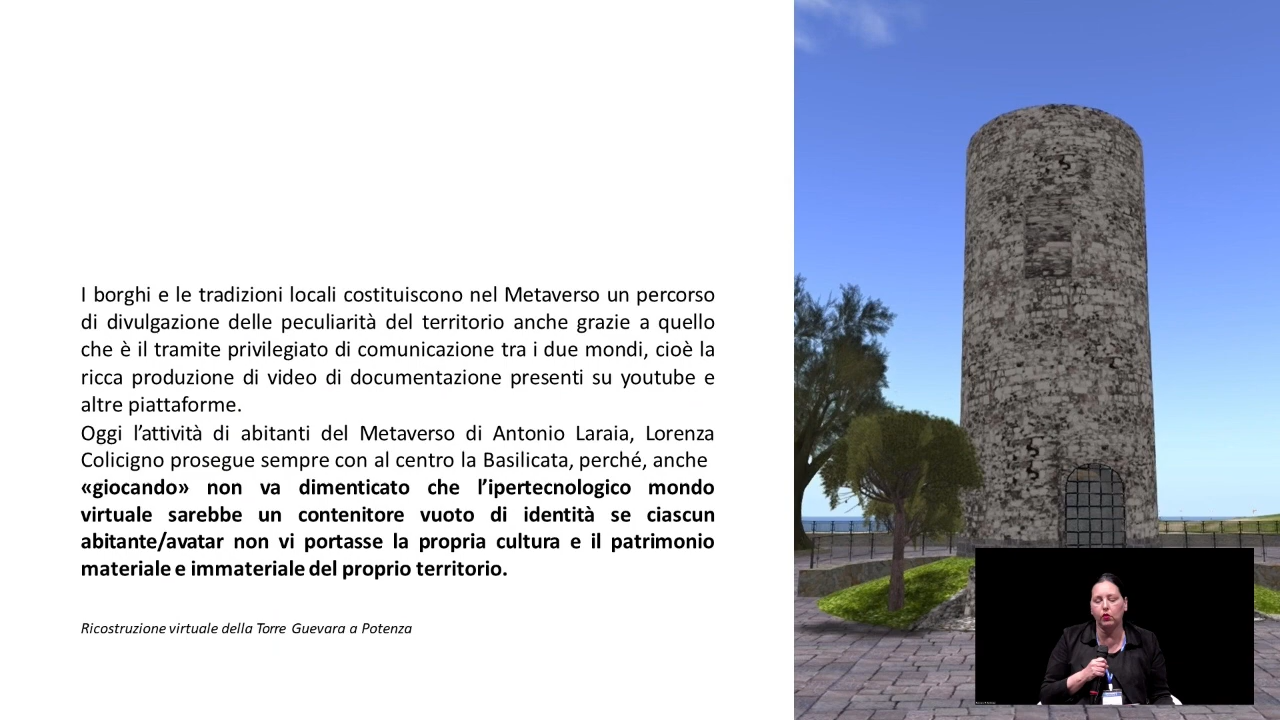 I borghi e le tradizioni locali costituiscono nel Metaverso un percorso
di divulgazione delle peculiarità del territorio anche grazie a quello
che è il tramite privilegiato di comunicazione tra i due mondi, cioè la
ricca produzione di video di documentazione presenti su youtube e
altre piattaforme.
Oggi l’attività di abitanti del Metaverso di Antonio Laraia, Lorenza
Colicigno prosegue sempre con al centro la Basilicata, perché, anche
«giocando» non va dimenticato che l’ipertecnologico mondo
virtuale sarebbe un contenitore vuoto di identità se ciascun
abitante/avatar non vi portasse la propria cultura e il patrimonio
materiale e immateriale del proprio territorio.
Ricostruzione virtuale della Torre Guevara a Potenza